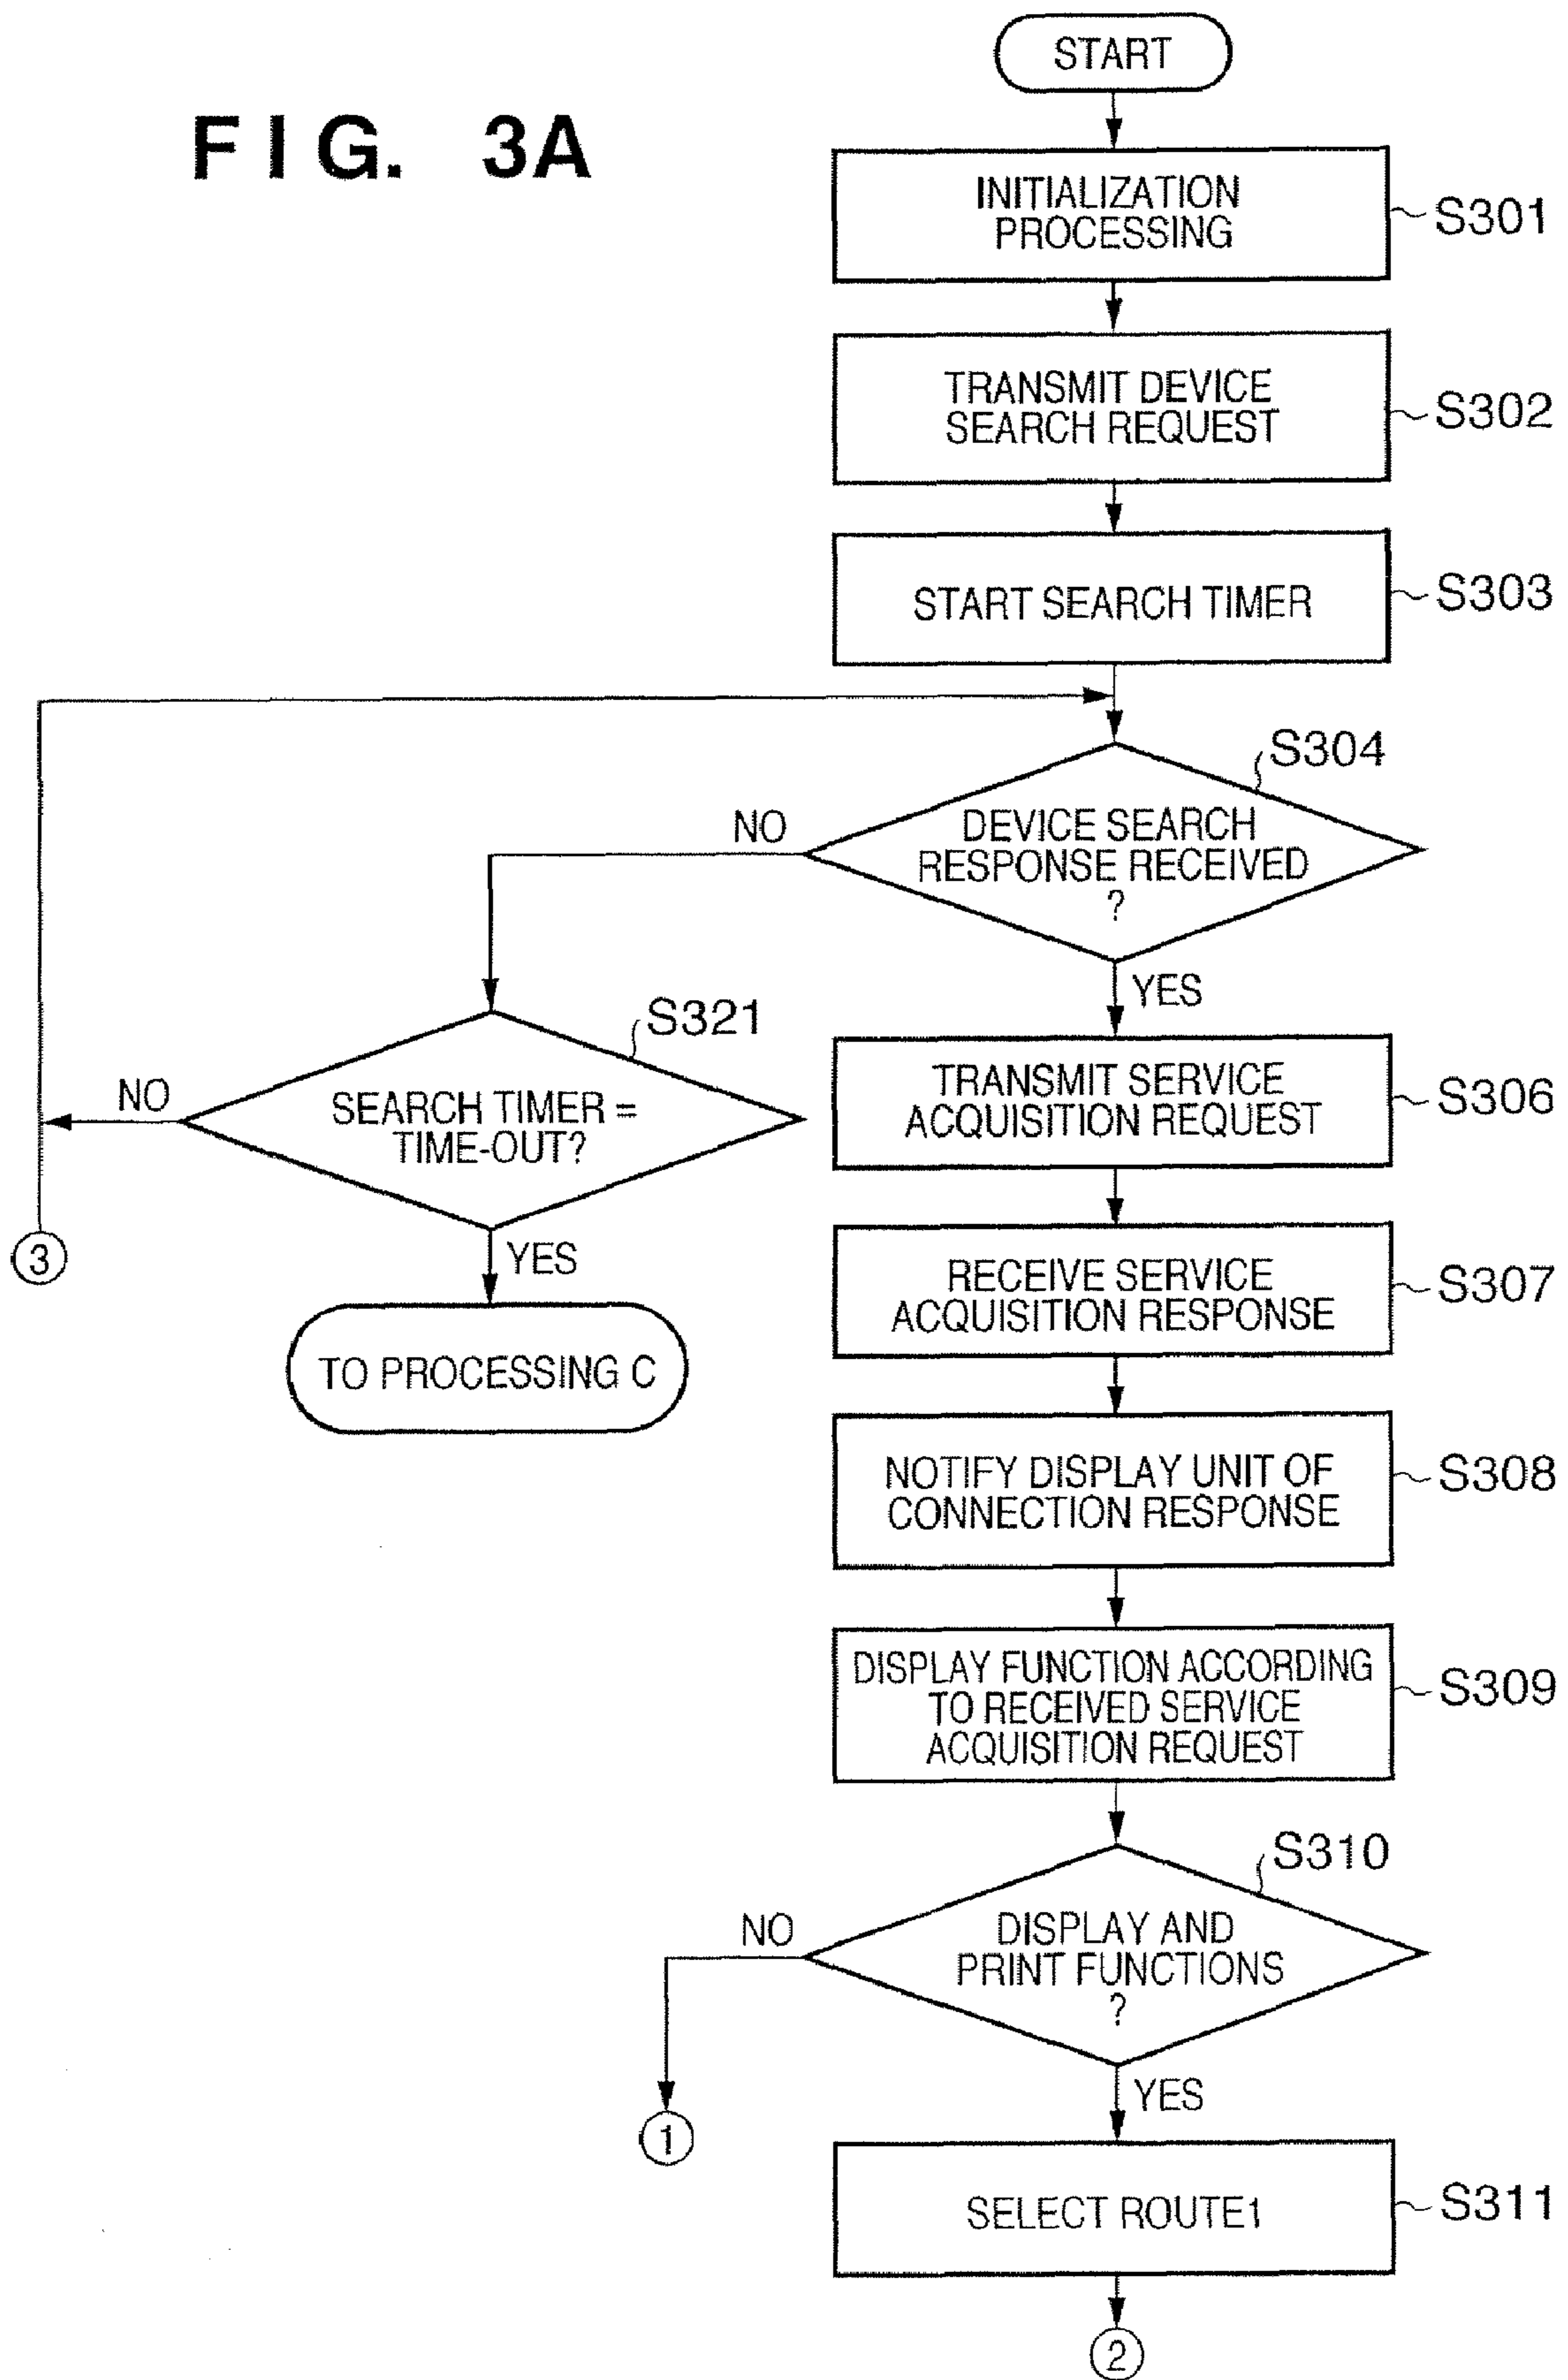 START
FIG. 3A
INITIALIZATION
PROCESSING
S301
TRANSMIT DEVICE
SEARCH REQUEST
S302
START SEARCH TIMER
S303
S304
NO
DEVICE SEARCH
RESPONSE RECEIVED
?
YES
S321
NO
SEARCH TIMER =
TIME-OUT?
YES
3
TO PROCESSING C
TRANSMIT SERVICE
ACQUISITION REQUEST
S306
RECEIVE SERVICE
ACQUISITION RESPONSE
S307
NOTIFY DISPLAY UNIT OF
CONNECTION RESPONSE
S308
DISPLAY FUNCTION ACCORDING
TO RECEIVED SERVICE
ACQUISITION REQUEST
S309
S310
NO
DISPLAY AND
PRINT FUNCTIONS
?
YES
1
SELECT ROUTE1
S311
2